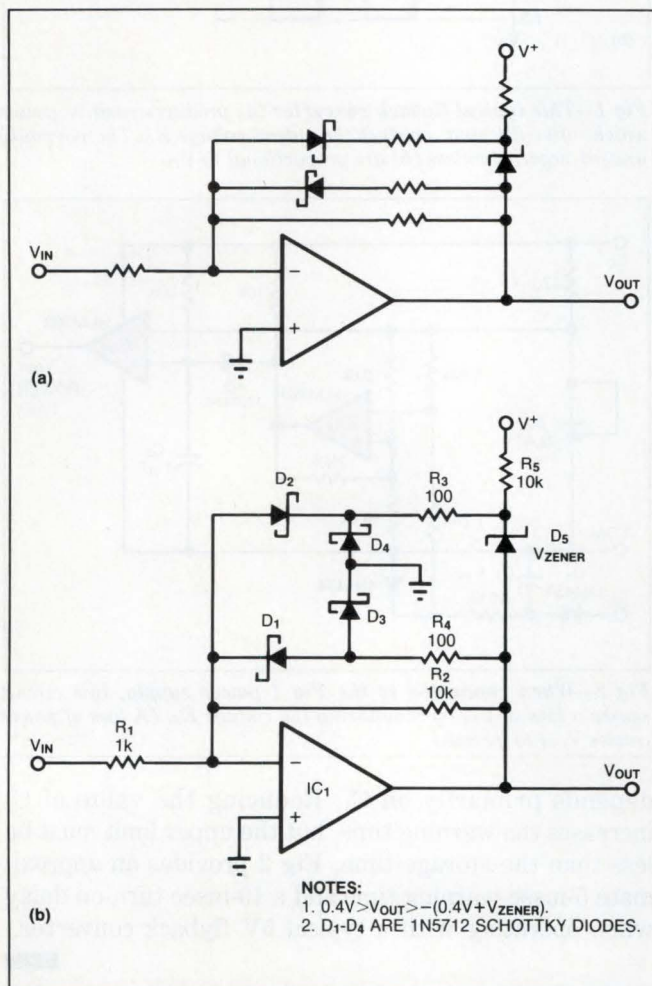 V+
VIN
VOUT
(a)
V+
R5
10k
D2
R3
100
D4
D5
VZENER
D3
D1
R4
100
R2
10k
R1
1k
VIN
IC1
VOUT
(b)
NOTES:
1. 0.4V>VOUT>–(0.4V+VZENER).
2. D1-D4 ARE 1N5712 SCHOTTKY DIODES.